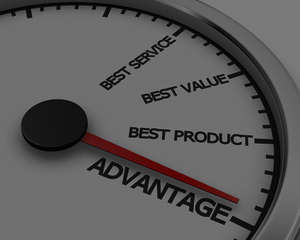 BEST SERVICE
BEST VALUE
BEST PRODUCT
ADVANTAGE